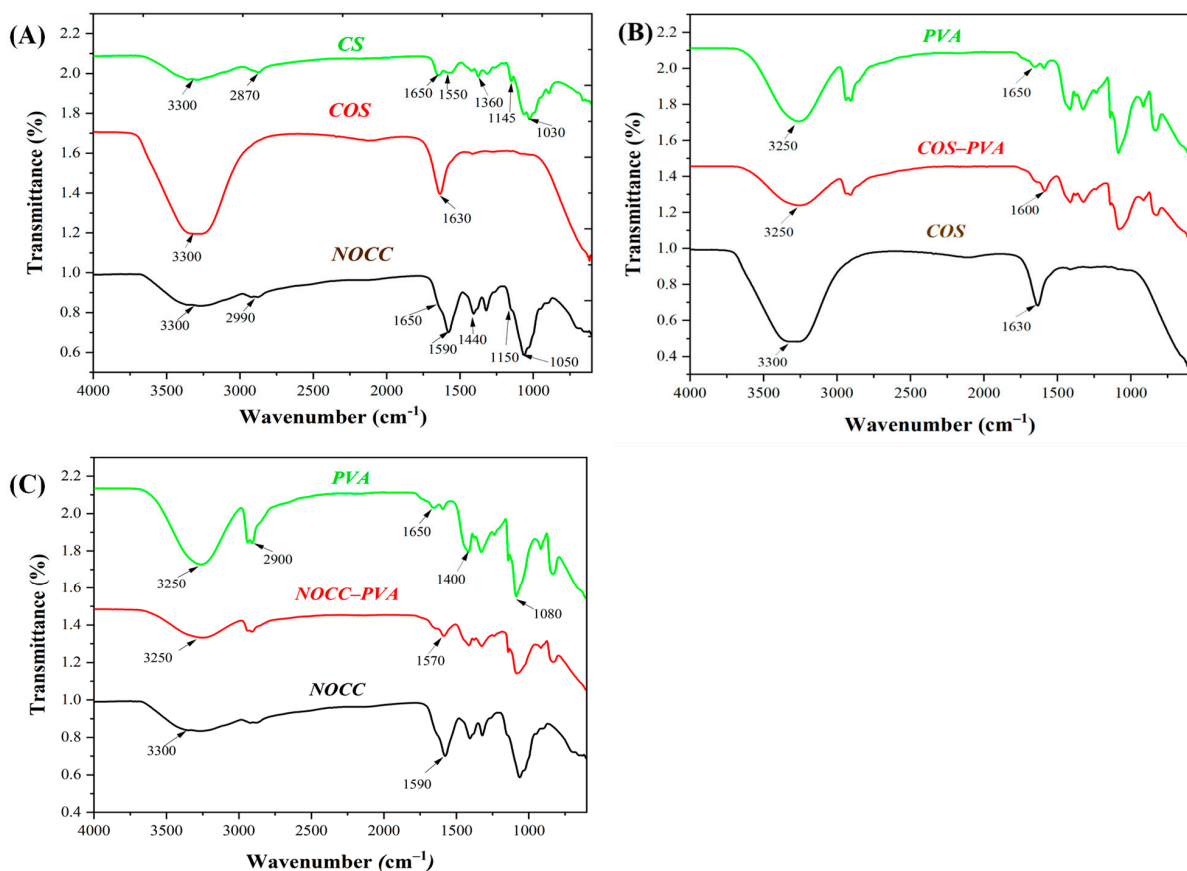 (A)
CS
COS
NOCC
3300
2870
1650
1550
1360
1145
1030
3300
1630
3300
2990
1650
1590
1440
1150
1050
2.2
2.0
1.8
1.6
1.4
1.2
1.0
0.8
0.6
Transmittance (%)
4000 3500 3000 2500 2000 1500 1000
Wavenumber (cm⁻¹)
(B)
PVA
COS–PVA
COS
3250
1650
3250
1600
3300
1630
2.2
2.0
1.8
1.6
1.4
1.2
1.0
0.8
0.6
0.4
Transmittance (%)
4000 3500 3000 2500 2000 1500 1000
Wavenumber (cm⁻¹)
(C)
PVA
NOCC–PVA
NOCC
3250
2900
1650
1400
1080
3250
1570
3300
1590
2.2
2.0
1.8
1.6
1.4
1.2
1.0
0.8
0.6
0.4
Transmittance (%)
4000 3500 3000 2500 2000 1500 1000
Wavenumber (cm⁻¹)